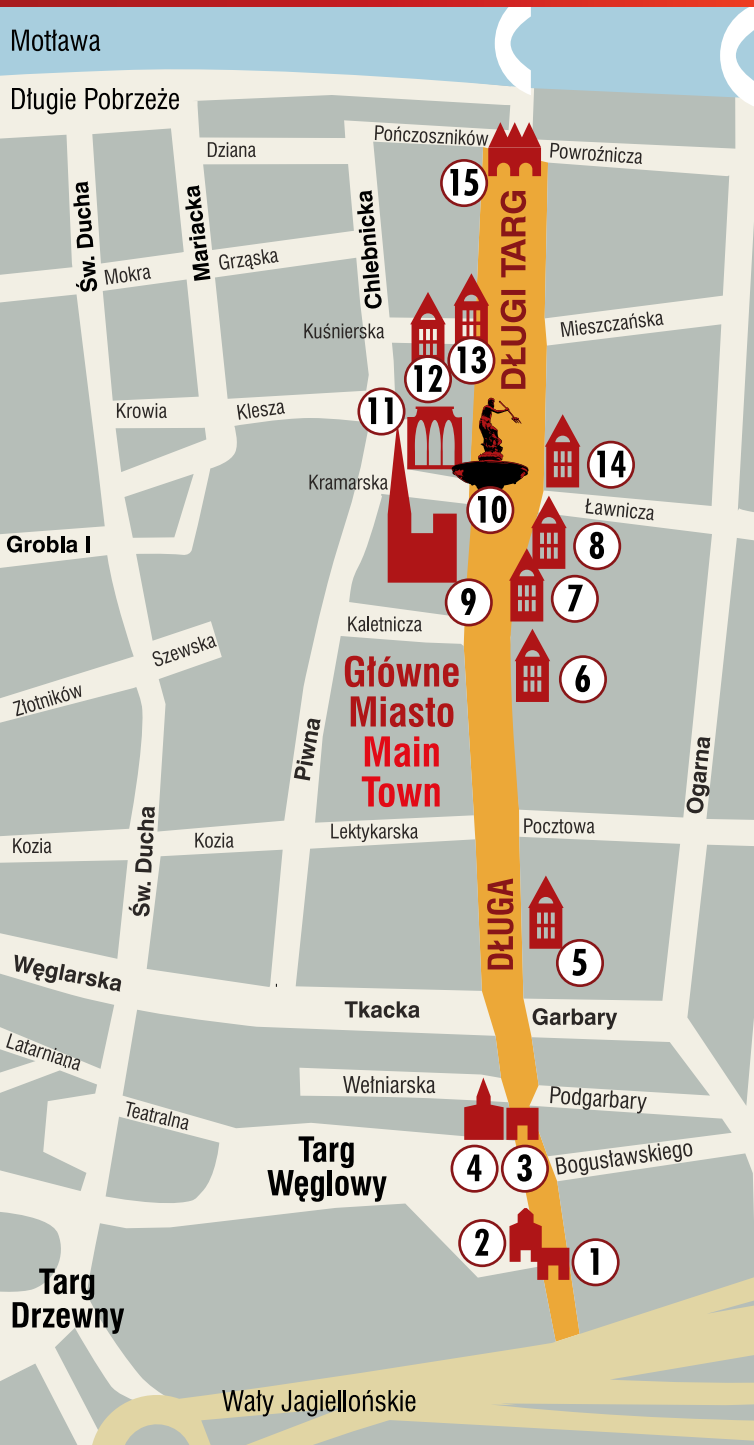 Motława
Długie Pobrzeże
Pończoszników
Powroźnicza
Dziana
15
Św. Ducha
Mariacka
Chlebnicka
DŁUGI TARG
Mokra
Grząska
Kuśnierska
Mieszczańska
13
12
11
Krowia
Klesza
14
Kramarska
10
Ławnicza
Grobla I
8
9
7
Kaletnicza
Szewska
Złotników
6
Główne
Miasto
Main
Town
Piwna
Ogarna
Kozia
Kozia
Lektykarska
Pocztowa
Św. Ducha
DŁUGA
5
Węglarska
Tkacka
Garbary
Latarniana
Wełniarska
Podgarbary
Teatralna
Targ
Węglowy
4
3
Bogusławskiego
2
1
Targ
Drzewny
Wały Jagiellońskie